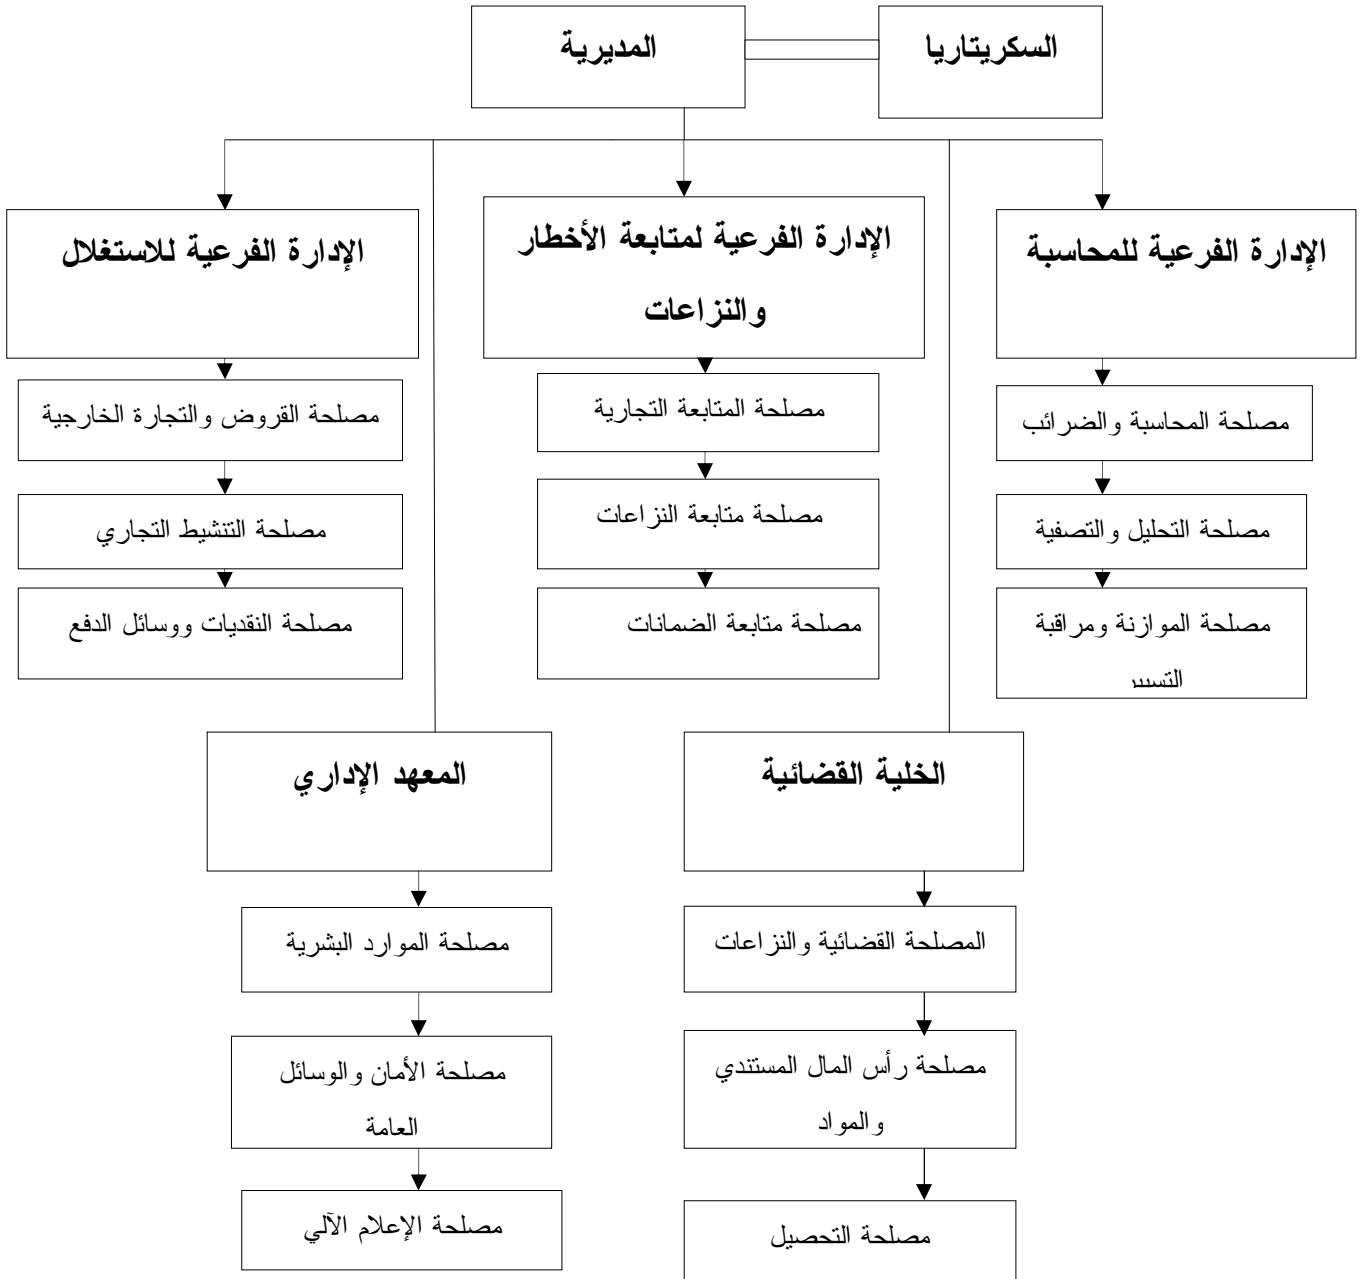 السكريتاريا
المديرية
الإدارة الفرعية للمحاسبة
الإدارة الفرعية لمتابعة الأخطار
والنزاعات
الإدارة الفرعية للاستغلال
مصلحة المحاسبة والضرائب
مصلحة المتابعة التجارية
مصلحة القروض والتجارة الخارجية
مصلحة التحليل والتصفية
مصلحة متابعة النزاعات
مصلحة التنشيط التجاري
مصلحة الموازنة ومراقبة
التسيير
مصلحة متابعة الضمانات
مصلحة النقديات ووسائل الدفع
الخلية القضائية
المعهد الإداري
المصلحة القضائية والنزاعات
مصلحة الموارد البشرية
مصلحة رأس المال المستندي
والمواد
مصلحة الأمان والوسائل
العامة
مصلحة التحصيل
مصلحة الإعلام الآلي